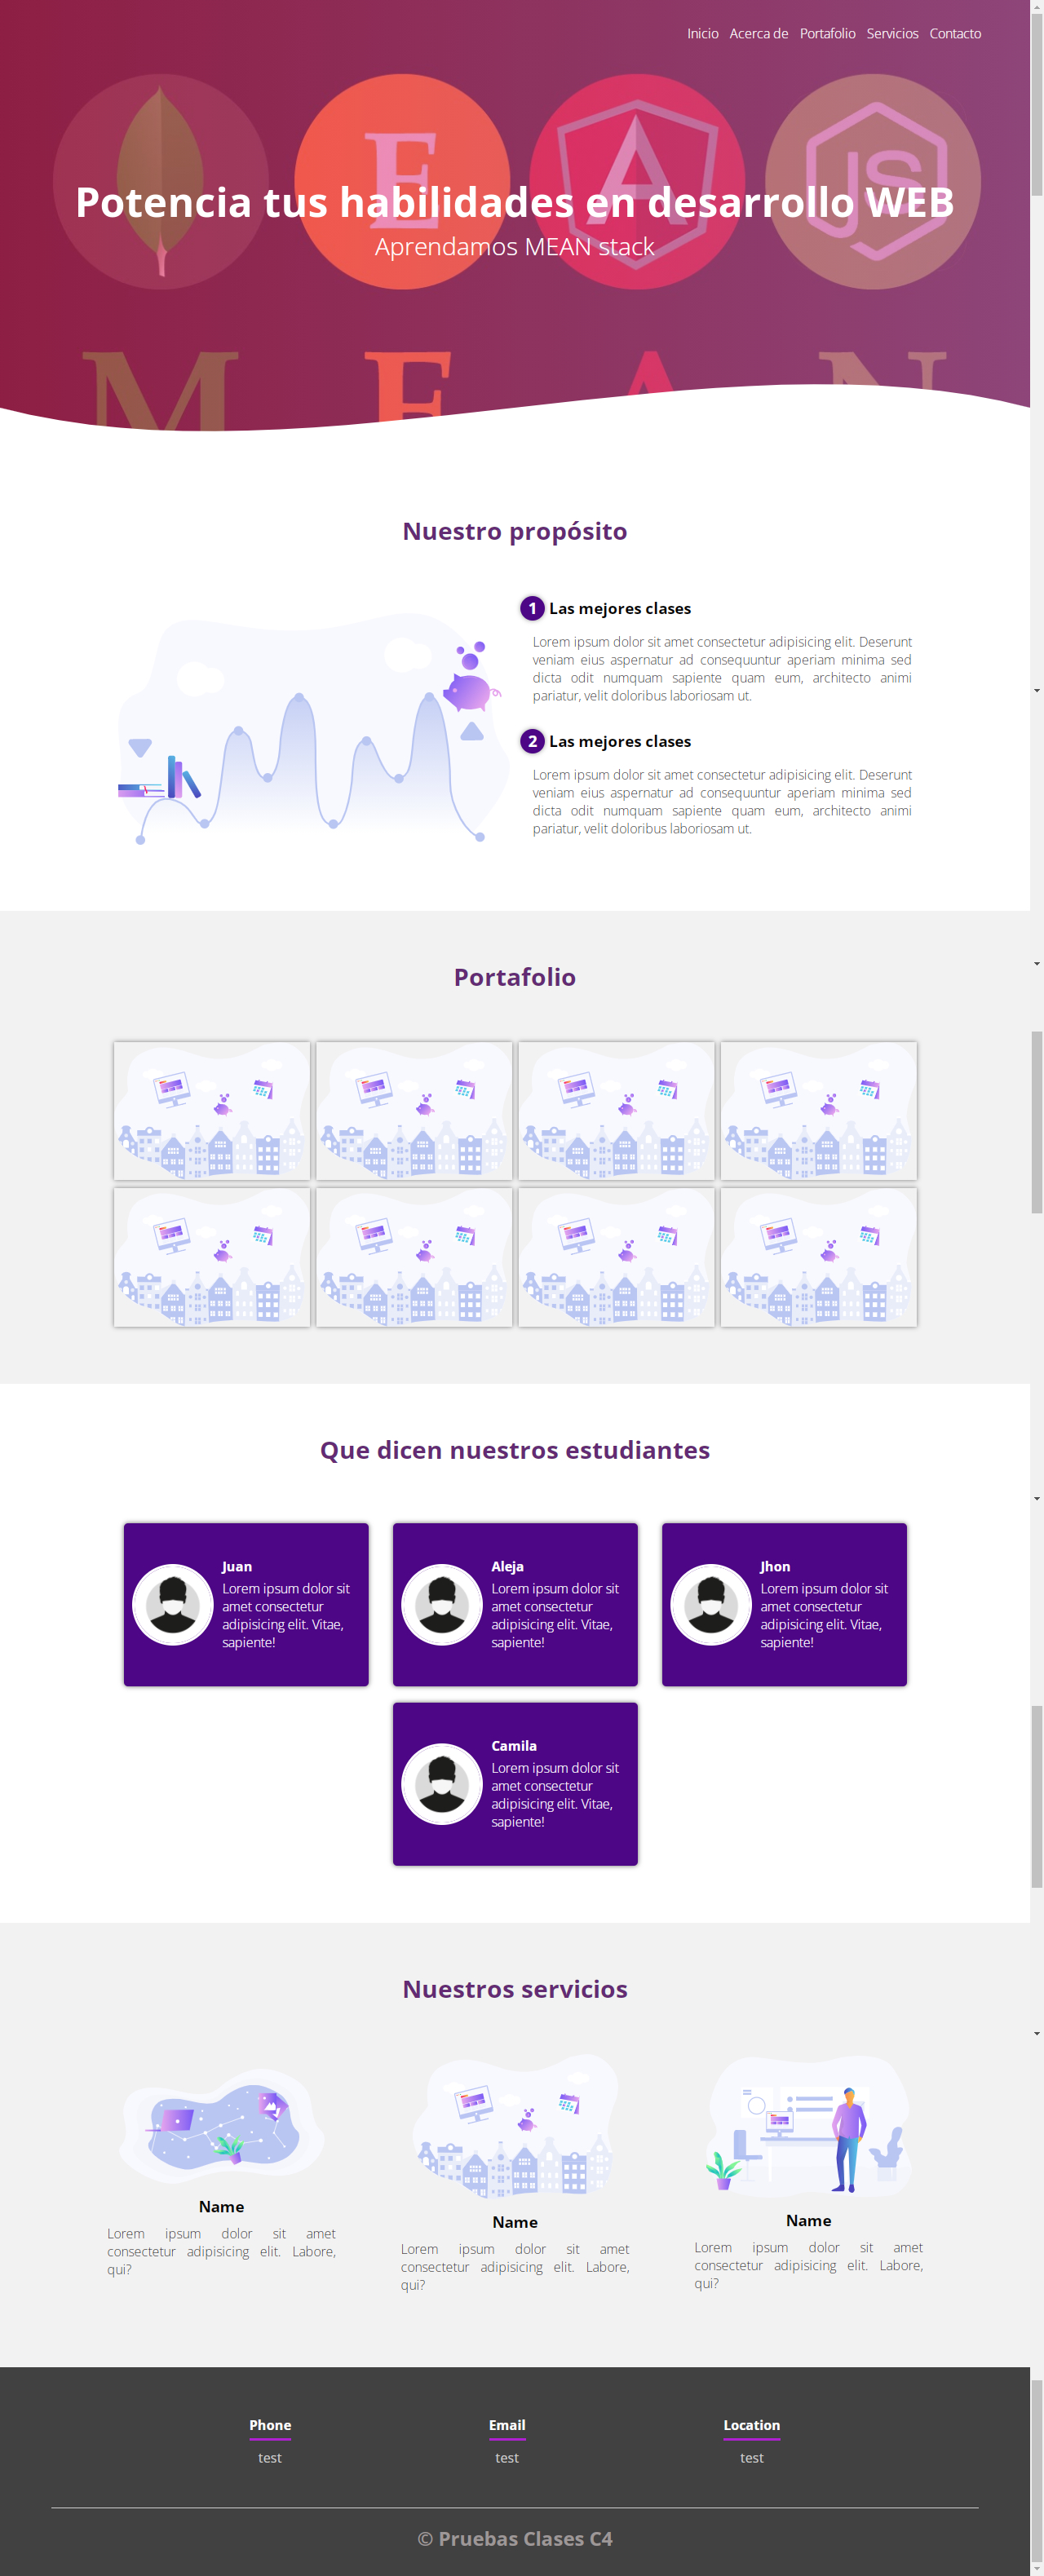 Inicio Acerca de Portafolio Servicios Contacto
E
JS
Potencia tus habilidades en desarrollo WEB
Aprendamos MEAN stack
M E A N
Nuestro propósito
1 Las mejores clases
Lorem ipsum dolor sit amet consectetur adipisicing elit. Deserunt
veniam eius aspernatur ad consequuntur aperiam minima sed
dicta odit numquam sapiente quam eum, architecto animi
pariatur, velit doloribus laboriosam ut.
2 Las mejores clases
Lorem ipsum dolor sit amet consectetur adipisicing elit. Deserunt
veniam eius aspernatur ad consequuntur aperiam minima sed
dicta odit numquam sapiente quam eum, architecto animi
pariatur, velit doloribus laboriosam ut.
Portafolio
Que dicen nuestros estudiantes
Juan
Lorem ipsum dolor sit
amet consectetur
adipisicing elit. Vitae,
sapiente!
Aleja
Lorem ipsum dolor sit
amet consectetur
adipisicing elit. Vitae,
sapiente!
Jhon
Lorem ipsum dolor sit
amet consectetur
adipisicing elit. Vitae,
sapiente!
Camila
Lorem ipsum dolor sit
amet consectetur
adipisicing elit. Vitae,
sapiente!
Nuestros servicios
Name
Lorem ipsum dolor sit amet
consectetur adipisicing elit. Labore,
qui?
Name
Lorem ipsum dolor sit amet
consectetur adipisicing elit. Labore,
qui?
Name
Lorem ipsum dolor sit amet
consectetur adipisicing elit. Labore,
qui?
Phone
test
Email
test
Location
test
© Pruebas Clases C4